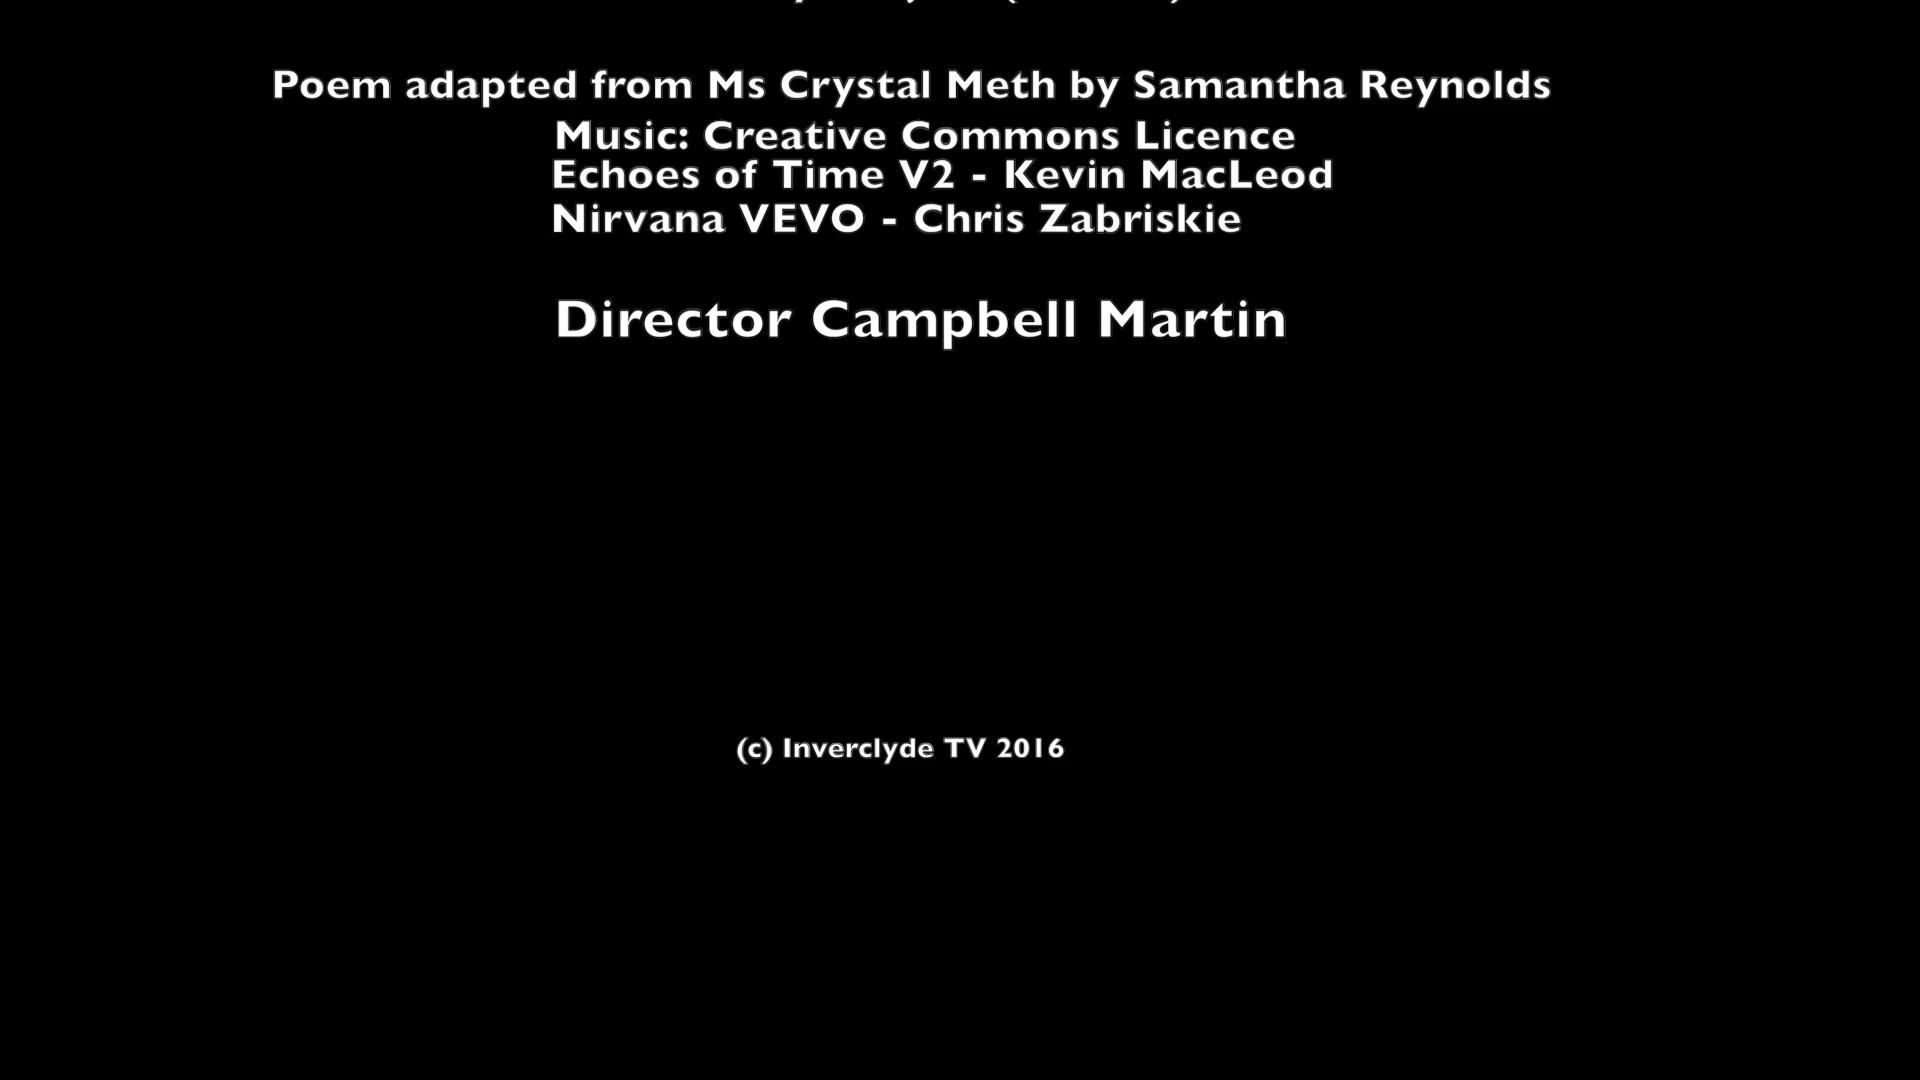 Poem adapted from Ms Crystal Meth by Samantha Reynolds
Music: Creative Commons Licence
Echoes of Time V2 - Kevin MacLeod
Nirvana VEVO - Chris Zabriskie
Director Campbell Martin
(c) Inverclyde TV 2016